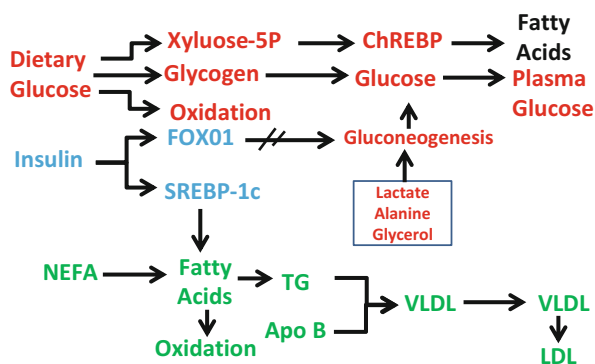 Xyluose-5P
ChREBP
Fatty
Acids
Dietary
Glucose
Glycogen
Glucose
Plasma
Glucose
Oxidation
FOX01
Gluconeogenesis
Insulin
SREBP-1c
Lactate
Alanine
Glycerol
NEFA
Fatty
Acids
TG
VLDL
VLDL
Apo B
Oxidation
LDL